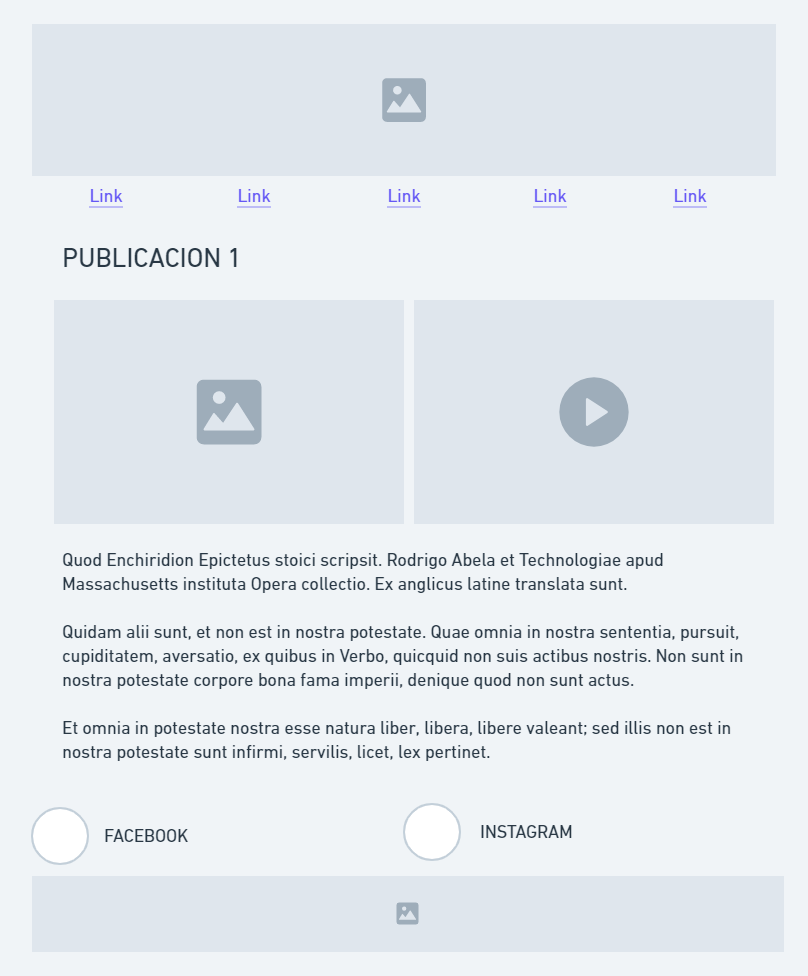 Link Link Link Link Link
PUBLICACION 1
Quod Enchiridion Epictetus stoici scripsit. Rodrigo Abela et Technologiae apud
Massachusetts instituta Opera collectio. Ex anglicus latine translata sunt.
Quidam alii sunt, et non est in nostra potestate. Quae omnia in nostra sententia, pursuit,
cupiditatem, aversatio, ex quibus in Verbo, quicquid non suis actibus nostris. Non sunt in
nostra potestate corpore bona fama imperii, denique quod non sunt actus.
Et omnia in potestate nostra esse natura liber, libera, libere valeant; sed illis non est in
nostra potestate sunt infirmi, servilis, licet, lex pertinet.
FACEBOOK INSTAGRAM